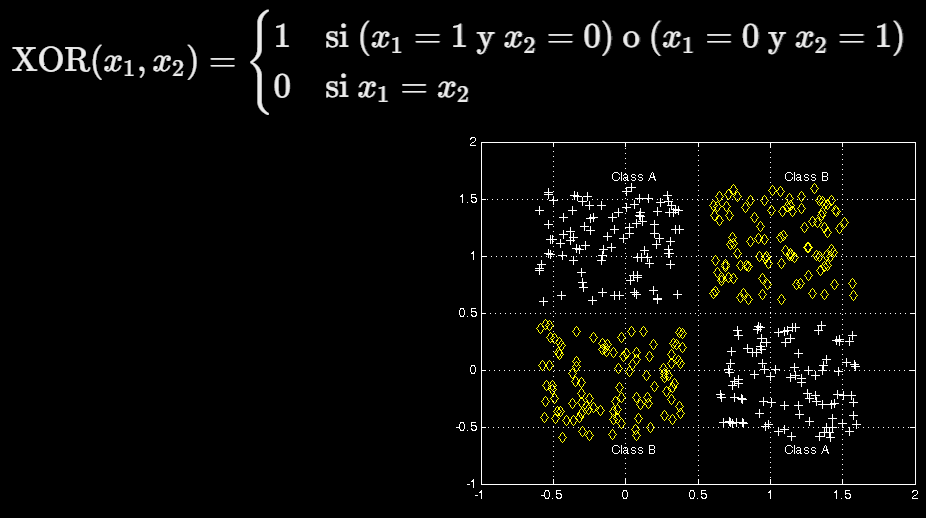 XOR(x₁, x₂) = { 1 si (x₁ = 1 y x₂ = 0) o (x₁ = 0 y x₂ = 1)
0 si x₁ = x₂
2
Class A Class B
1.5
1
0.5
0
-0.5
Class B Class A
-1
-1 -0.5 0 0.5 1 1.5 2